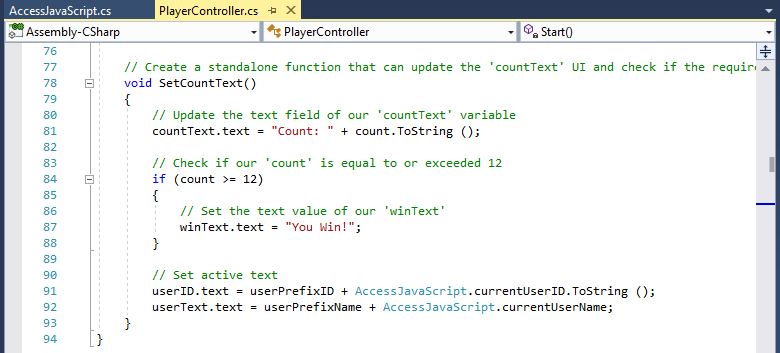 AccessJavaScript.cs PlayerController.cs
Assembly-CSharp PlayerController Start()
76
77 // Create a standalone function that can update the 'countText' UI and check if the require
78 void SetCountText()
79 {
80 // Update the text field of our 'countText' variable
81 countText.text = "Count: " + count.ToString ();
82
83 // Check if our 'count' is equal to or exceeded 12
84 if (count >= 12)
85 {
86 // Set the text value of our 'winText'
87 winText.text = "You Win!";
88 }
89
90 // Set active text
91 userID.text = userPrefixID + AccessJavaScript.currentUserID.ToString ();
92 userText.text = userPrefixName + AccessJavaScript.currentUserName;
93 }
94 }